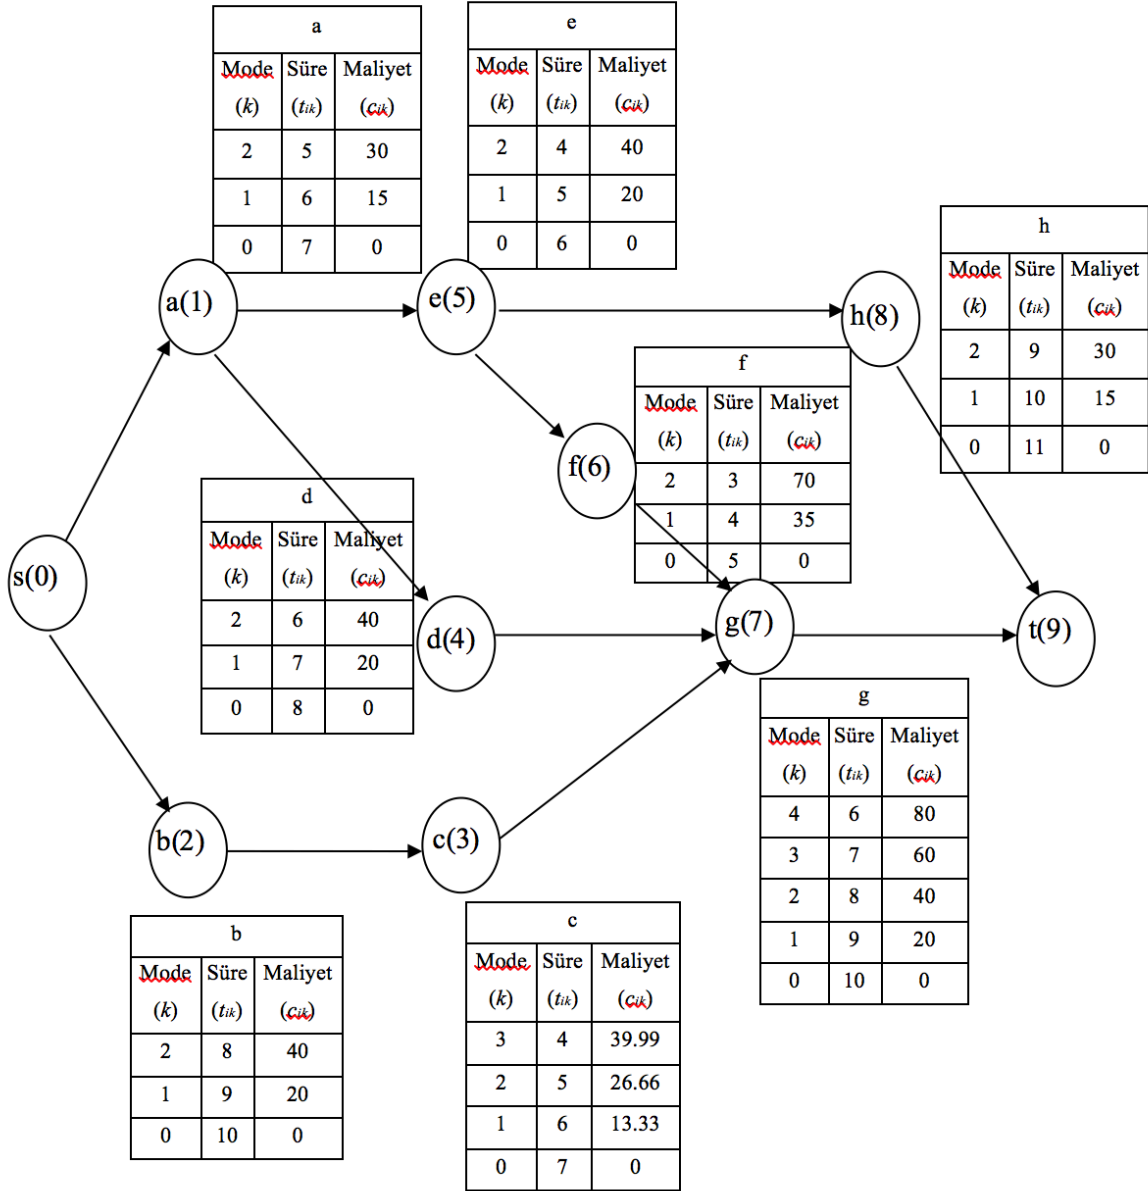 a
Mode Süre Maliyet
(k) (tik) (cik)
2 5 30
1 6 15
0 7 0
e
Mode Süre Maliyet
(k) (tik) (cik)
2 4 40
1 5 20
0 6 0
h
Mode Süre Maliyet
(k) (tik) (cik)
2 9 30
1 10 15
0 11 0
a(1)
e(5)
h(8)
f
Mode Süre Maliyet
(k) (tik) (cik)
2 3 70
1 4 35
0 5 0
f(6)
d
Mode Süre Maliyet
(k) (tik) (cik)
2 6 40
1 7 20
0 8 0
s(0)
d(4)
g(7)
t(9)
g
Mode Süre Maliyet
(k) (tik) (cik)
4 6 80
3 7 60
2 8 40
1 9 20
0 10 0
b(2)
c(3)
b
Mode Süre Maliyet
(k) (tik) (cik)
2 8 40
1 9 20
0 10 0
c
Mode Süre Maliyet
(k) (tik) (cik)
3 4 39.99
2 5 26.66
1 6 13.33
0 7 0